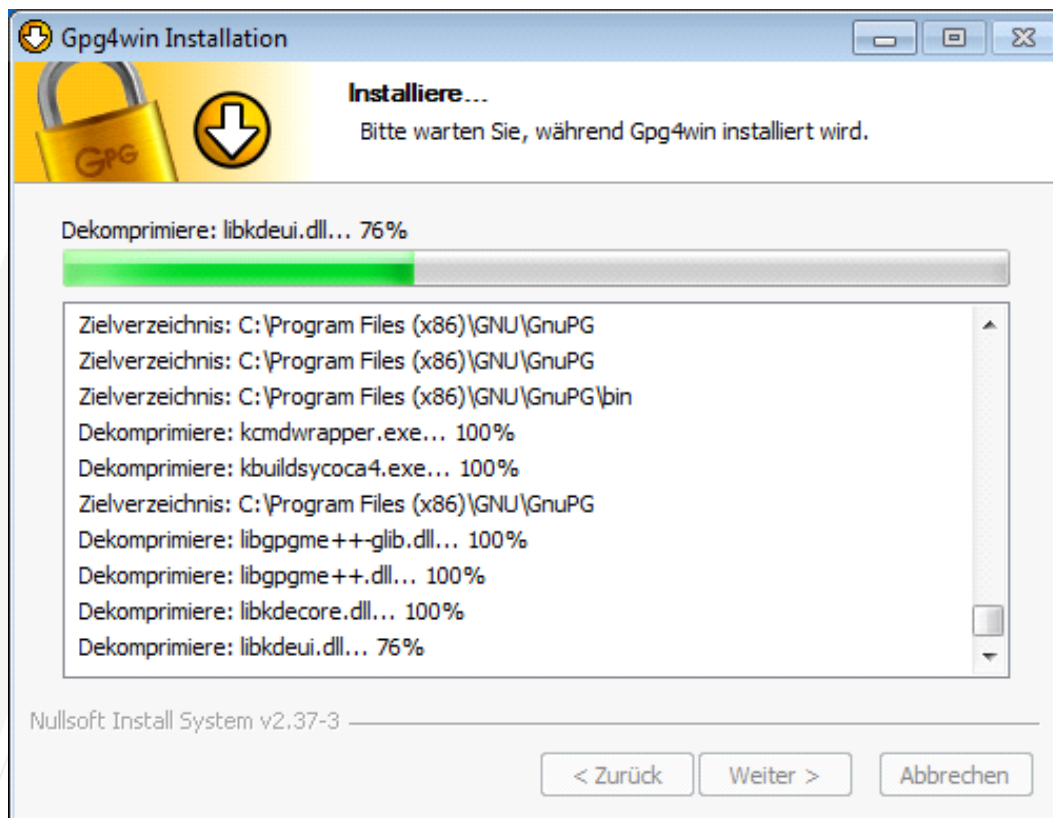 Gpg4win Installation
GPG
Installiere...
Bitte warten Sie, während Gpg4win installiert wird.
Dekomprimiere: libkdeui.dll... 76%
Zielverzeichnis: C:\Program Files (x86)\GNU\GnuPG
Zielverzeichnis: C:\Program Files (x86)\GNU\GnuPG
Zielverzeichnis: C:\Program Files (x86)\GNU\GnuPG\bin
Dekomprimiere: kcmdwrapper.exe... 100%
Dekomprimiere: kbuildsycoca4.exe... 100%
Zielverzeichnis: C:\Program Files (x86)\GNU\GnuPG
Dekomprimiere: libgpgme++-glib.dll... 100%
Dekomprimiere: libgpgme++.dll... 100%
Dekomprimiere: libkdecore.dll... 100%
Dekomprimiere: libkdeui.dll... 76%
Nullsoft Install System v2.37-3
< Zurück Weiter > Abbrechen